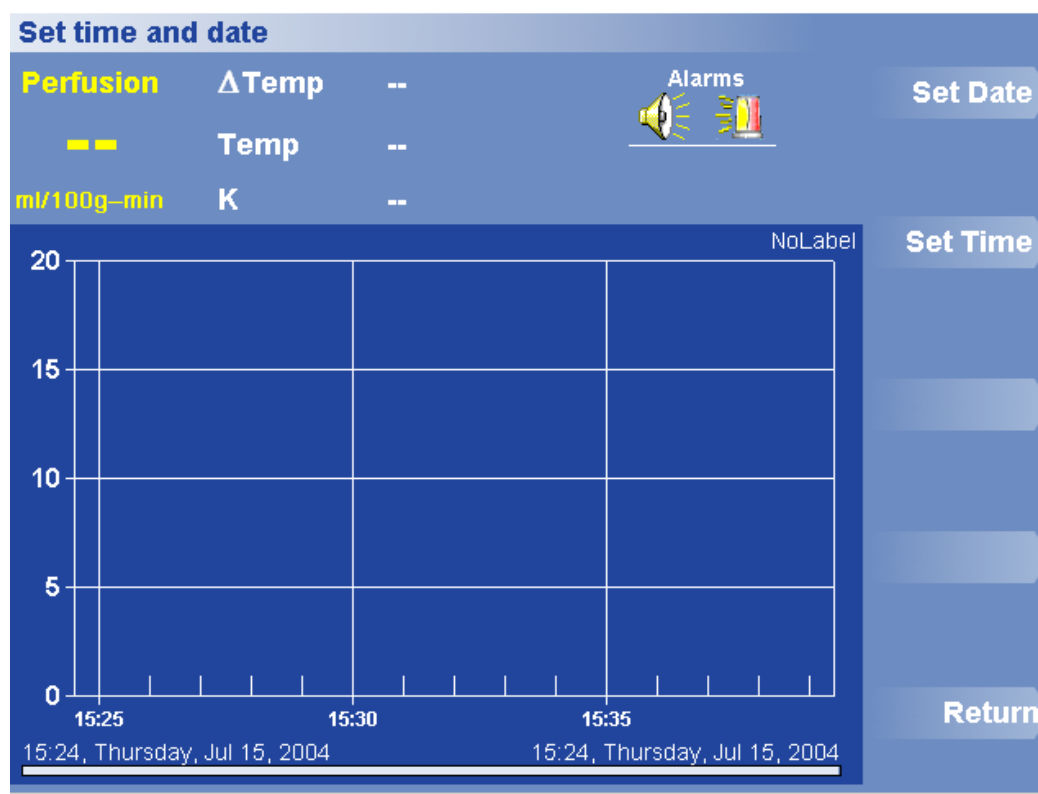 Set time and date
Perfusion ΔTemp -- Alarms Set Date
-- Temp --
ml/100g–min K --
NoLabel Set Time
20
15
10
5
0
15:25 15:30 15:35
Return
15:24, Thursday, Jul 15, 2004 15:24, Thursday, Jul 15, 2004